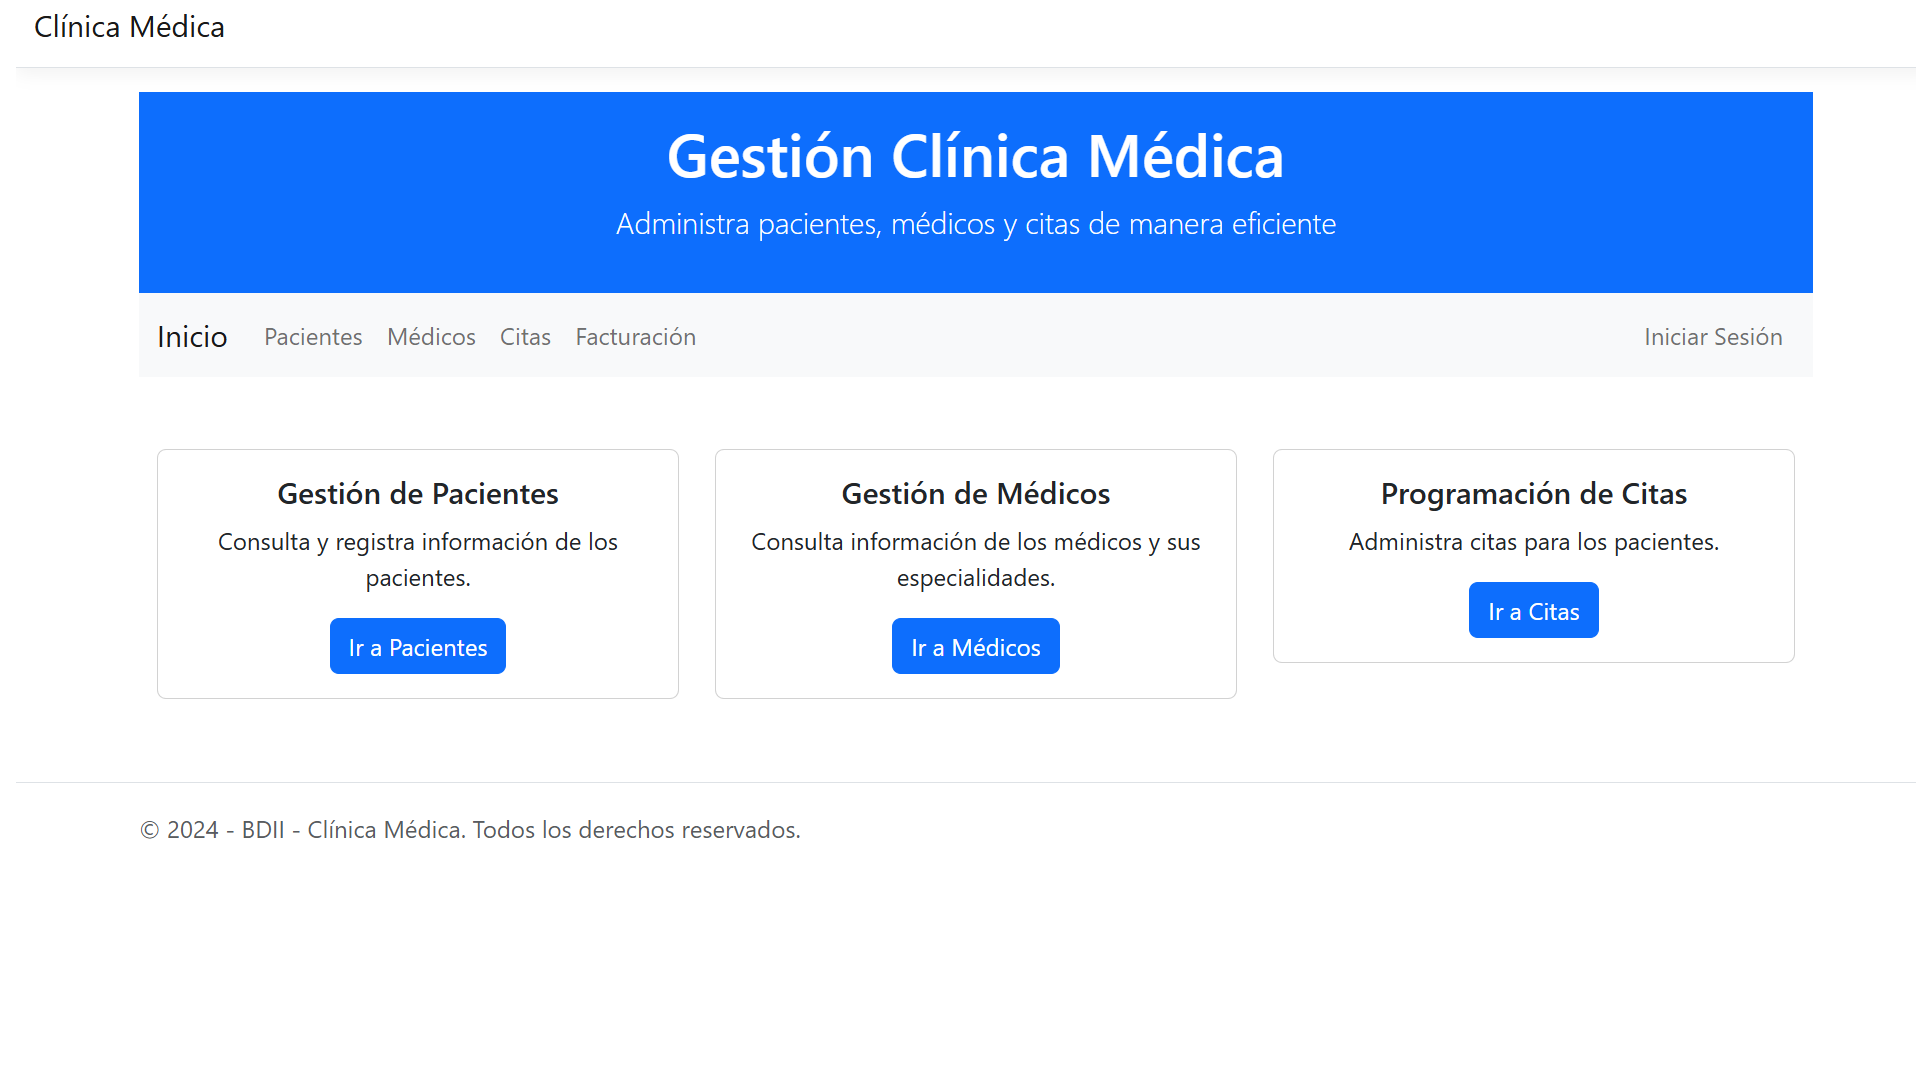 Clínica Médica
Gestión Clínica Médica
Administra pacientes, médicos y citas de manera eficiente
Inicio Pacientes Médicos Citas Facturación Iniciar Sesión
Gestión de Pacientes
Consulta y registra información de los
pacientes.
Ir a Pacientes
Gestión de Médicos
Consulta información de los médicos y sus
especialidades.
Ir a Médicos
Programación de Citas
Administra citas para los pacientes.
Ir a Citas
© 2024 - BDII - Clínica Médica. Todos los derechos reservados.